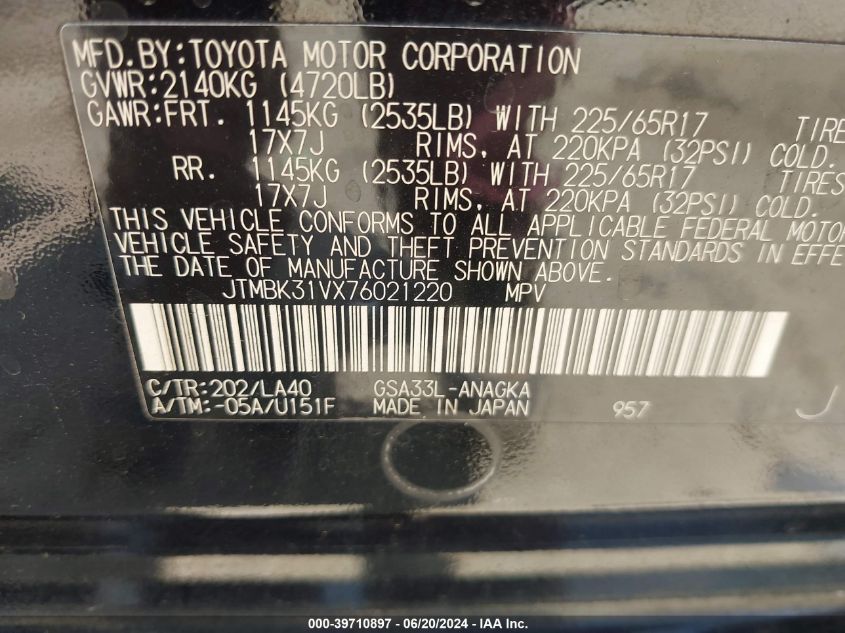 MFD.BY:TOYOTA MOTOR CORPORATION
GVWR:2140KG (4720LB)
GAWR:FRT. 1145KG (2535LB) WITH 225/65R17 TIRE
17X7J RIMS, AT 220KPA (32PSI) COLD.
RR. 1145KG (2535LB) WITH 225/65R17 TIRES
17X7J RIMS, AT 220KPA (32PSI) COLD.
THIS VEHICLE CONFORMS TO ALL APPLICABLE FEDERAL MOTOR
VEHICLE SAFETY AND THEFT PREVENTION STANDARDS IN EFFE
THE DATE OF MANUFACTURE SHOWN ABOVE.
JTMBK31VX76021220 MPV
C/TR:202/LA40 GSA33L-ANAGKA
A/TM:-05A/U151F MADE IN JAPAN 957 J
000-39710897 - 06/20/2024 - IAA Inc.